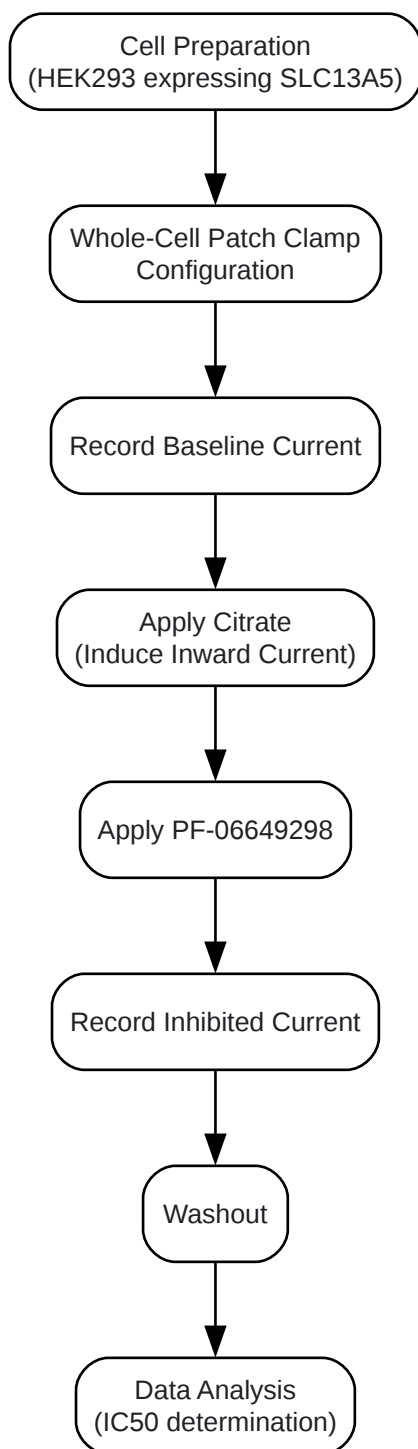 Cell Preparation
(HEK293 expressing SLC13A5)
Whole-Cell Patch Clamp
Configuration
Record Baseline Current
Apply Citrate
(Induce Inward Current)
Apply PF-06649298
Record Inhibited Current
Washout
Data Analysis
(IC50 determination)